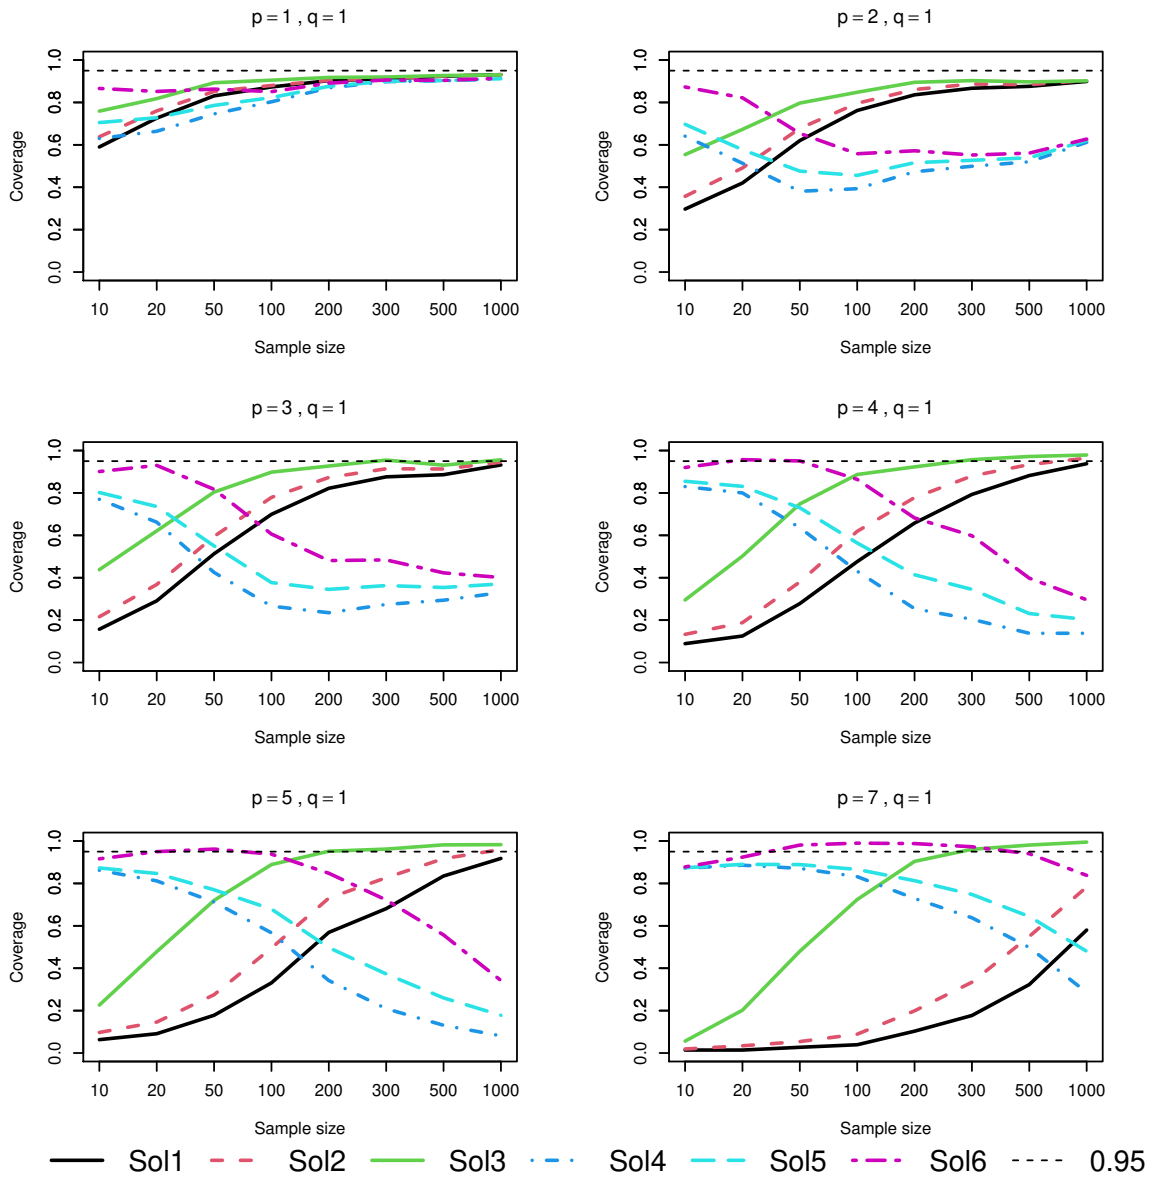 p = 1 , q = 1
Coverage
0.0 0.2 0.4 0.6 0.8 1.0
10 20 50 100 200 300 500 1000
Sample size
p = 2 , q = 1
Coverage
0.0 0.2 0.4 0.6 0.8 1.0
10 20 50 100 200 300 500 1000
Sample size
p = 3 , q = 1
Coverage
0.0 0.2 0.4 0.6 0.8 1.0
10 20 50 100 200 300 500 1000
Sample size
p = 4 , q = 1
Coverage
0.0 0.2 0.4 0.6 0.8 1.0
10 20 50 100 200 300 500 1000
Sample size
p = 5 , q = 1
Coverage
0.0 0.2 0.4 0.6 0.8 1.0
10 20 50 100 200 300 500 1000
Sample size
p = 7 , q = 1
Coverage
0.0 0.2 0.4 0.6 0.8 1.0
10 20 50 100 200 300 500 1000
Sample size
Sol1 Sol2 Sol3 Sol4 Sol5 Sol6 0.95